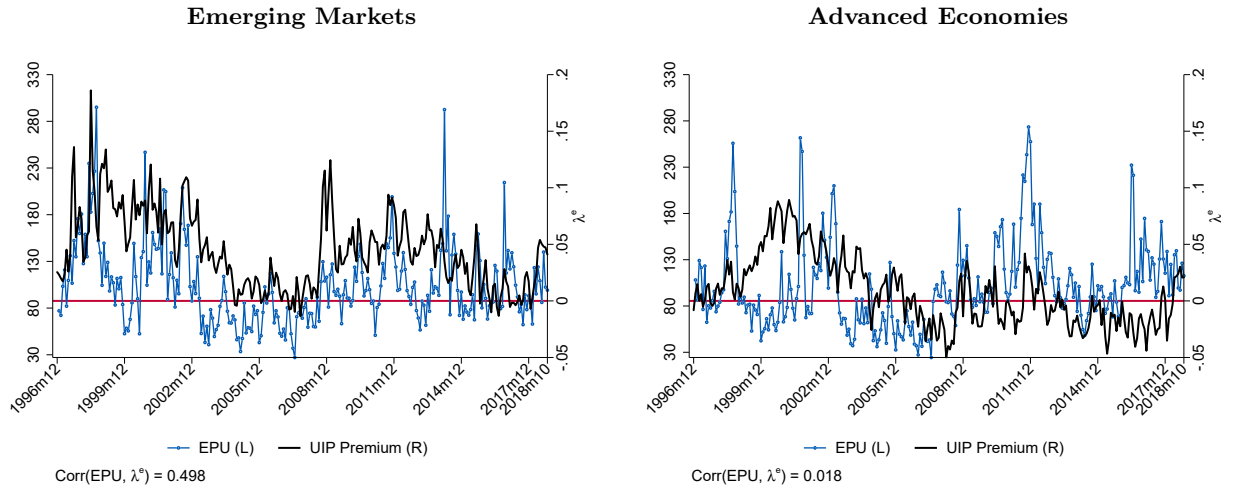 Emerging Markets
330
280
230
180
130
80
30
.2
.15
.1
.05
0
-.05
λᵉ
1996m12
1999m12
2002m12
2005m12
2008m12
2011m12
2014m12
2017m12
2018m10
EPU (L)
UIP Premium (R)
Corr(EPU, λᵉ) = 0.498
Advanced Economies
330
280
230
180
130
80
30
.2
.15
.1
.05
0
-.05
λᵉ
1996m12
1999m12
2002m12
2005m12
2008m12
2011m12
2014m12
2017m12
2018m10
EPU (L)
UIP Premium (R)
Corr(EPU, λᵉ) = 0.018